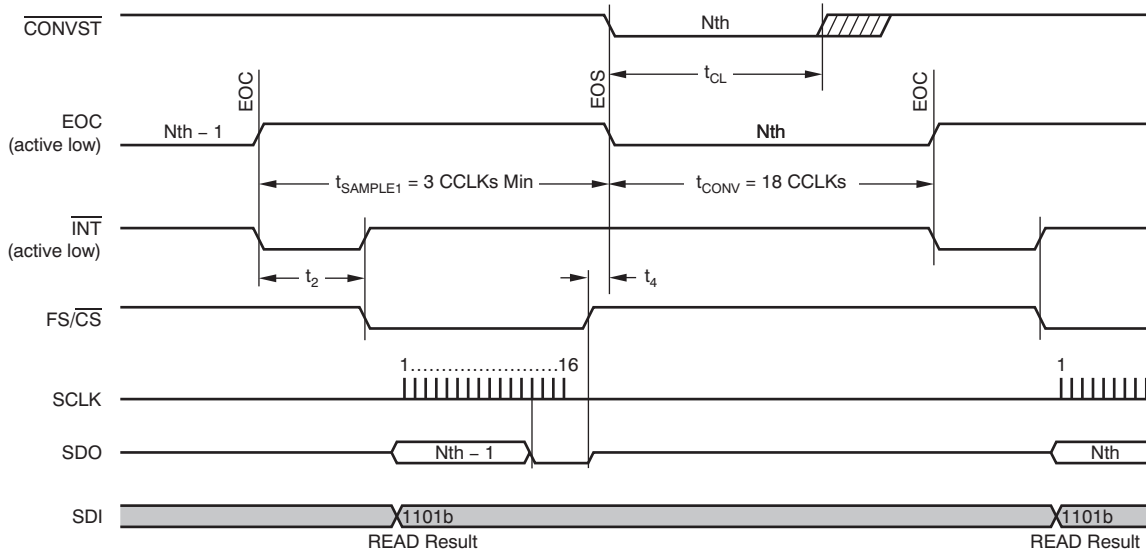 CONVST
Nth
t_CL
EOC
EOS
EOC
EOC
(active low)
Nth − 1
Nth
t_SAMPLE1 = 3 CCLKs Min
t_CONV = 18 CCLKs
INT
(active low)
t_2
t_4
FS/CS
1......................16
1
SCLK
SDO
Nth − 1
Nth
SDI
1101b
1101b
READ Result
READ Result